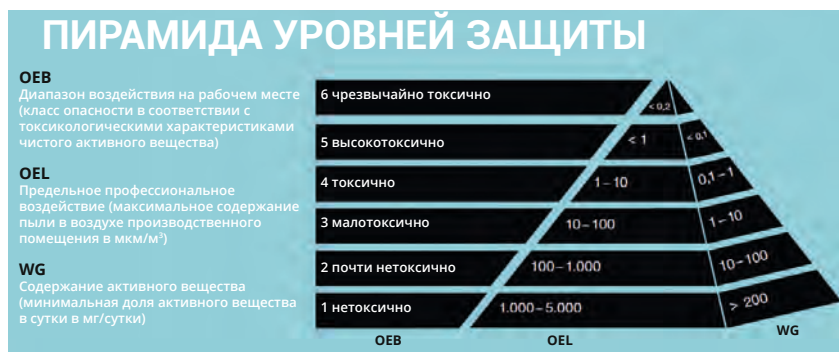 ПИРАМИДА УРОВНЕЙ ЗАЩИТЫ
OEB
Диапазон воздействия на рабочем месте
(класс опасности в соответствии с
токсикологическими характеристиками
чистого активного вещества)
OEL
Предельное профессиональное
воздействие (максимальное содержание
пыли в воздухе производственного
помещения в мкм/м³)
WG
Содержание активного вещества
(минимальная доля активного вещества
в сутки в мг/сутки)
6 чрезвычайно токсично
< 0,2
5 высокотоксично
< 1
< 0,1
4 токсично
1–10
0,1–1
3 малотоксично
10–100
1–10
2 почти нетоксично
100–1.000
10–100
1 нетоксично
1.000–5.000
> 200
OEB
OEL
WG